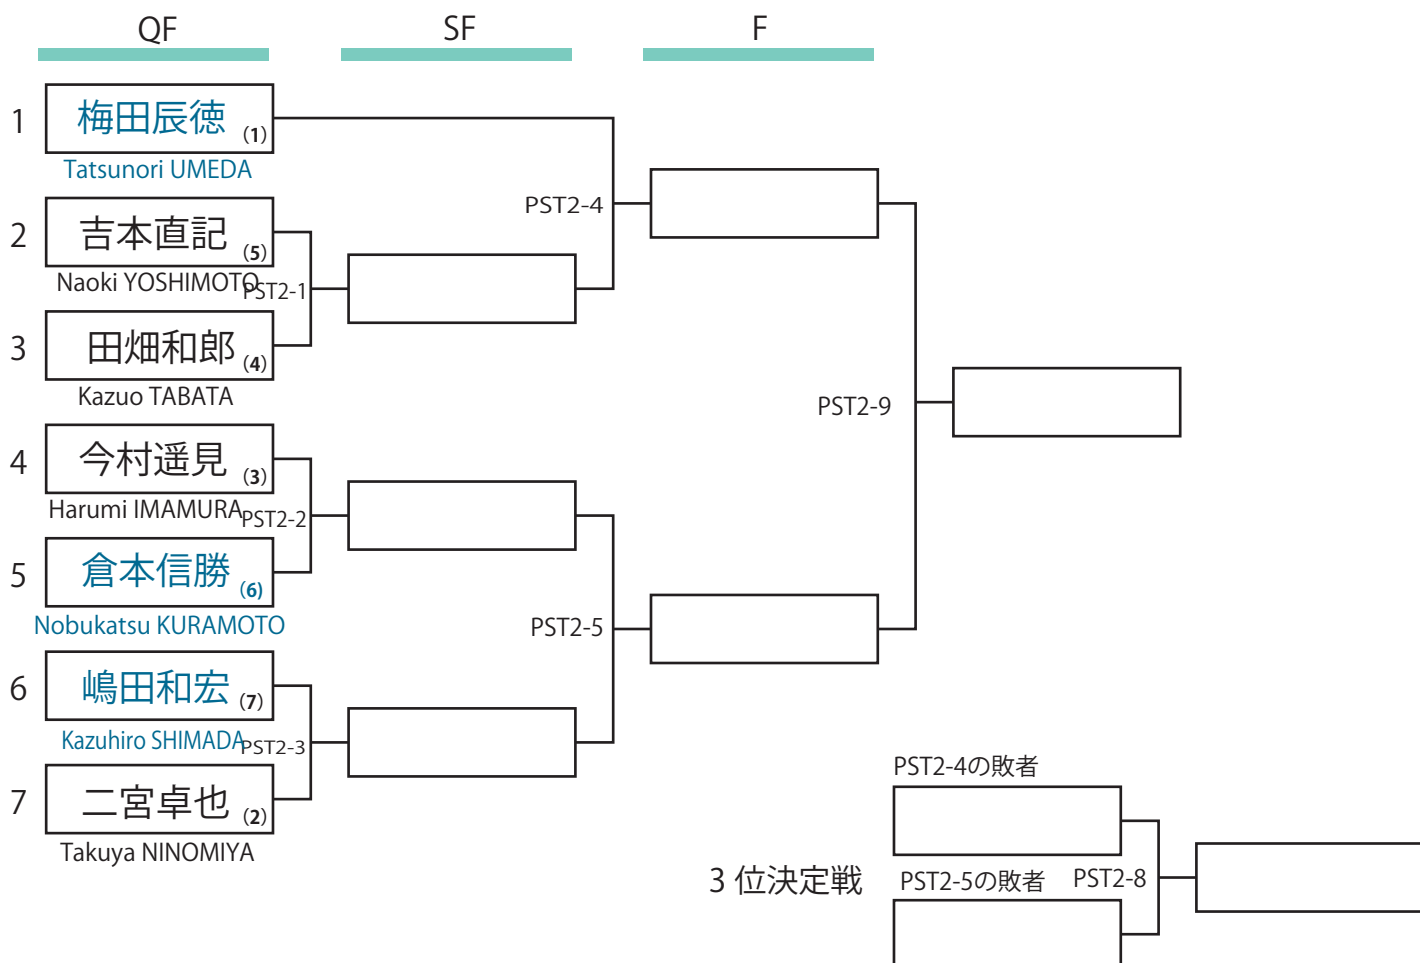 QF
SF
F
1
梅田辰徳 (1)
Tatsunori UMEDA
2
吉本直記 (5)
Naoki YOSHIMOTO
PST2-1
3
田畑和郎 (4)
Kazuo TABATA
PST2-4
4
今村遥見 (3)
Harumi IMAMURA
PST2-2
5
倉本信勝 (6)
Nobukatsu KURAMOTO
6
嶋田和宏 (7)
Kazuhiro SHIMADA
PST2-3
7
二宮卓也 (2)
Takuya NINOMIYA
PST2-5
PST2-9
3 位決定戦
PST2-4の敗者
PST2-5の敗者
PST2-8